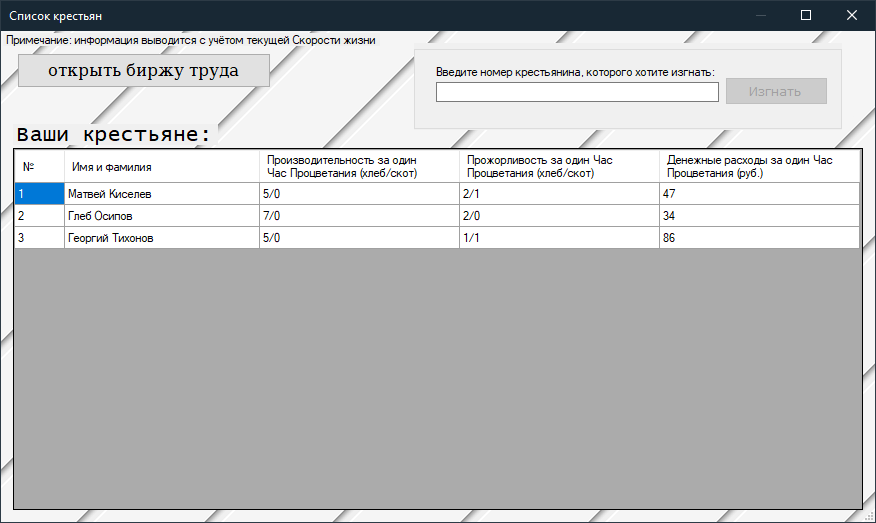 Список крестьян
Примечание: информация выводится с учётом текущей Скорости жизни
открыть биржу труда
Введите номер крестьянина, которого хотите изгнать:
Изгнать
Ваши крестьяне:
№ Имя и фамилия Производительность за один Час Процветания (хлеб/скот) Прожорливость за один Час Процветания (хлеб/скот) Денежные расходы за один Час Процветания (руб.)
1 Матвей Киселев 5/0 2/1 47
2 Глеб Осипов 7/0 2/0 34
3 Георгий Тихонов 5/0 1/1 86